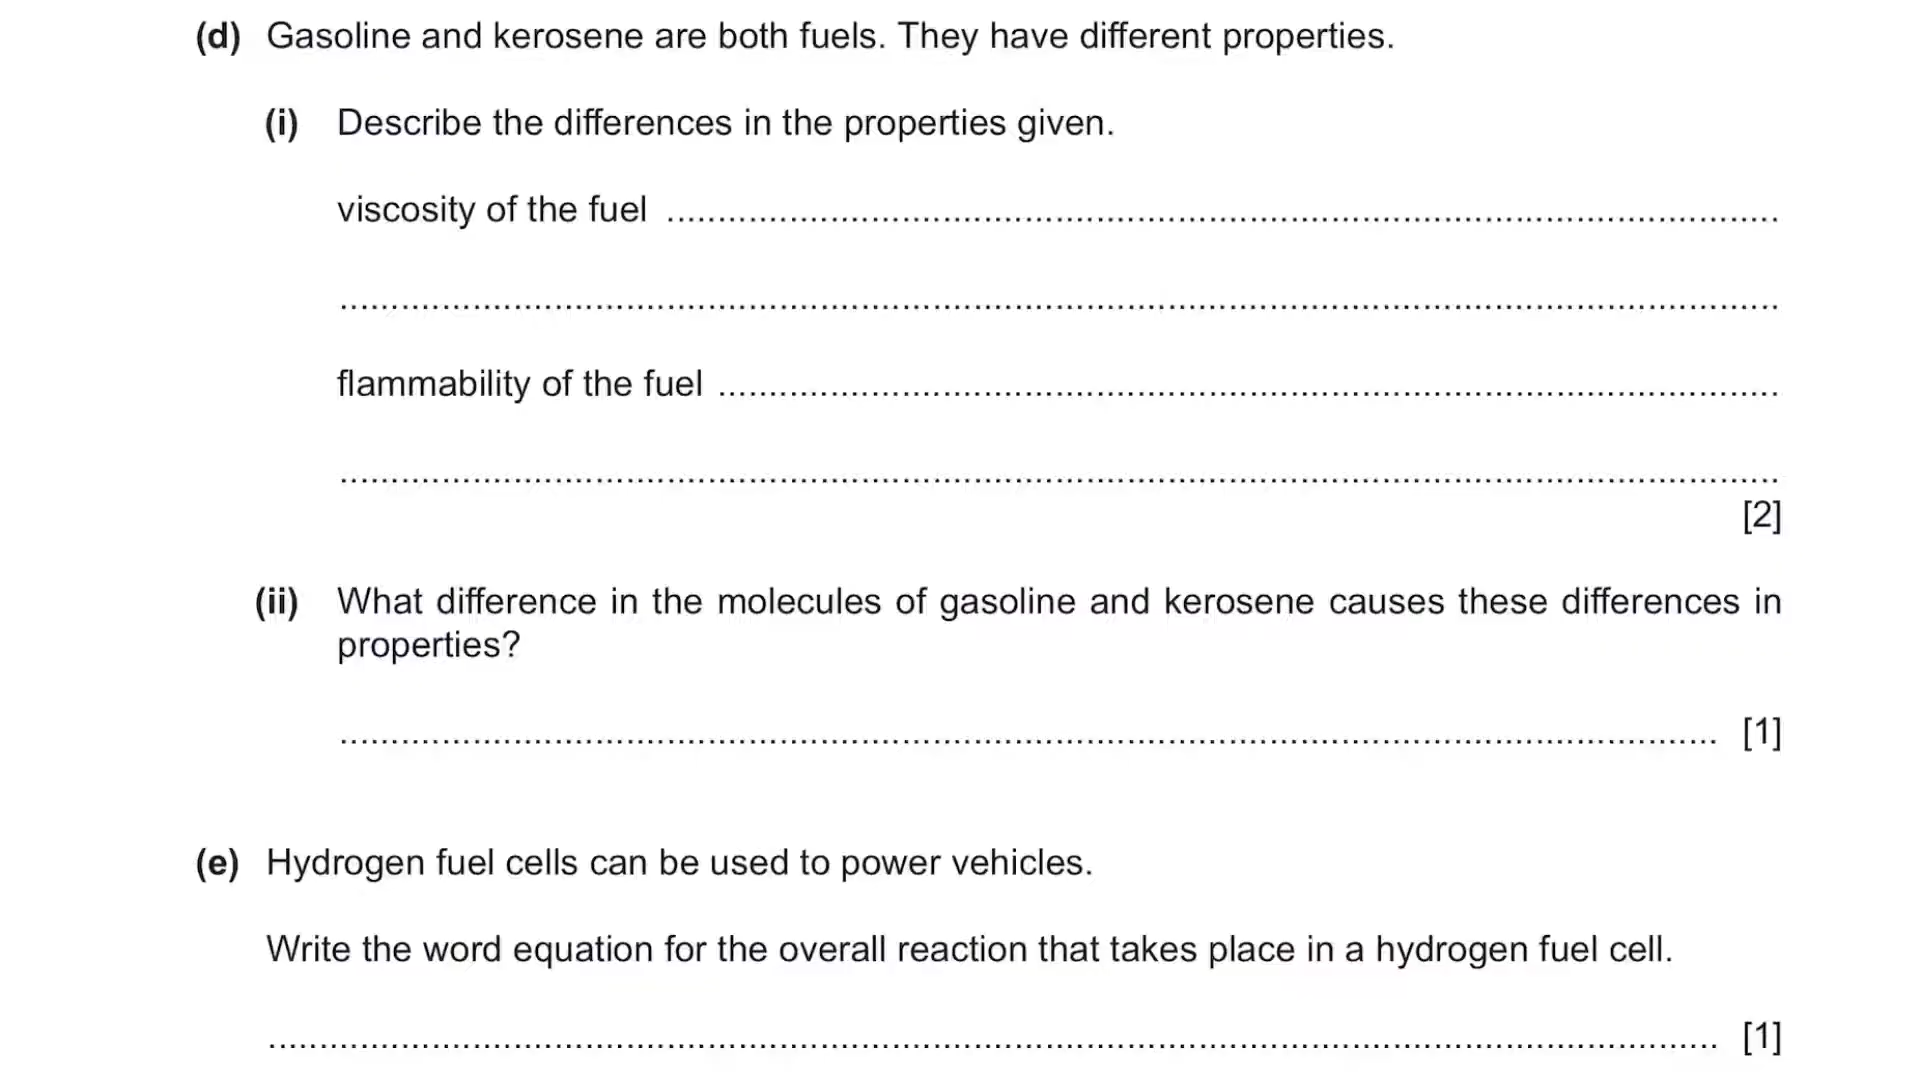 (d) Gasoline and kerosene are both fuels. They have different properties.
(i) Describe the differences in the properties given.
viscosity of the fuel ........................................................................................................
........................................................................................................
flammability of the fuel ........................................................................................................
........................................................................................................
[2]
(ii) What difference in the molecules of gasoline and kerosene causes these differences in
properties?
........................................................................................................ [1]
(e) Hydrogen fuel cells can be used to power vehicles.
Write the word equation for the overall reaction that takes place in a hydrogen fuel cell.
........................................................................................................ [1]